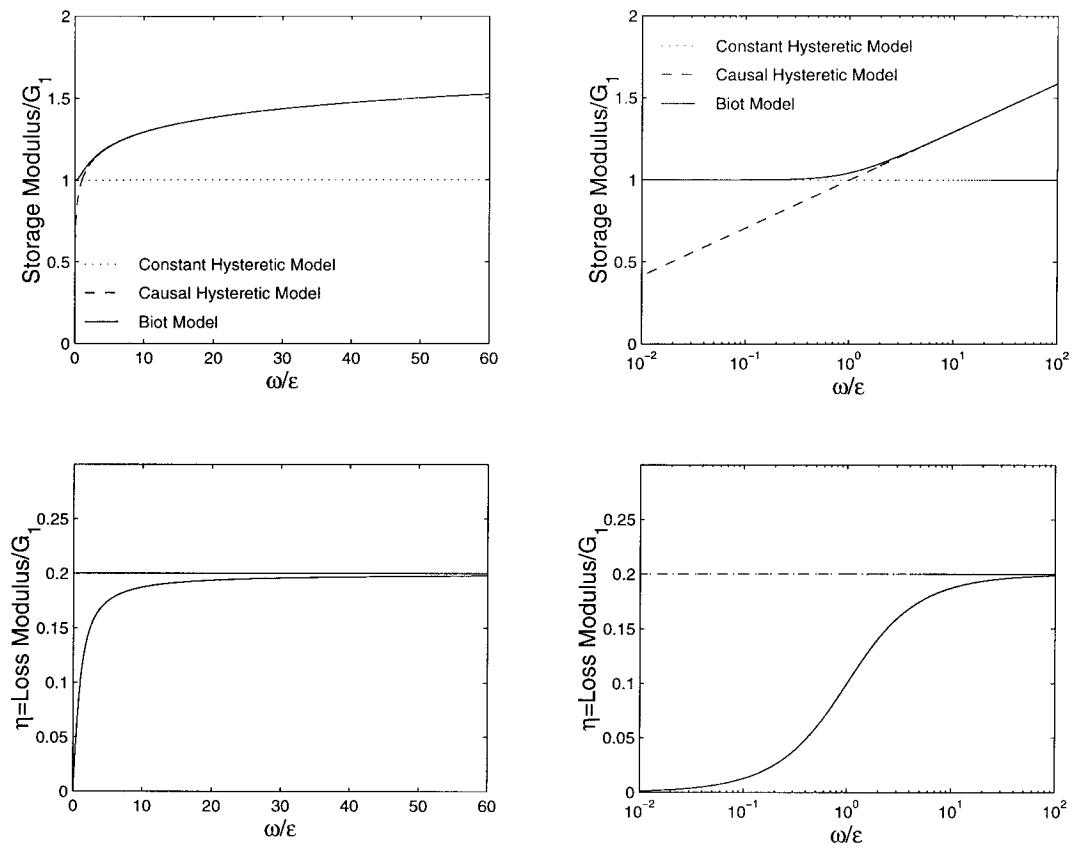 Storage Modulus/G1
2
1.5
1
0.5
0
Constant Hysteretic Model
Causal Hysteretic Model
Biot Model
0 10 20 30 40 50 60
ω/ε
Storage Modulus/G1
2
1.5
1
0.5
0
Constant Hysteretic Model
Causal Hysteretic Model
Biot Model
10-2 10-1 100 101 102
ω/ε
η=Loss Modulus/G1
0.25
0.2
0.15
0.1
0.05
0
0 10 20 30 40 50 60
ω/ε
η=Loss Modulus/G1
0.25
0.2
0.15
0.1
0.05
0
10-2 10-1 100 101 102
ω/ε